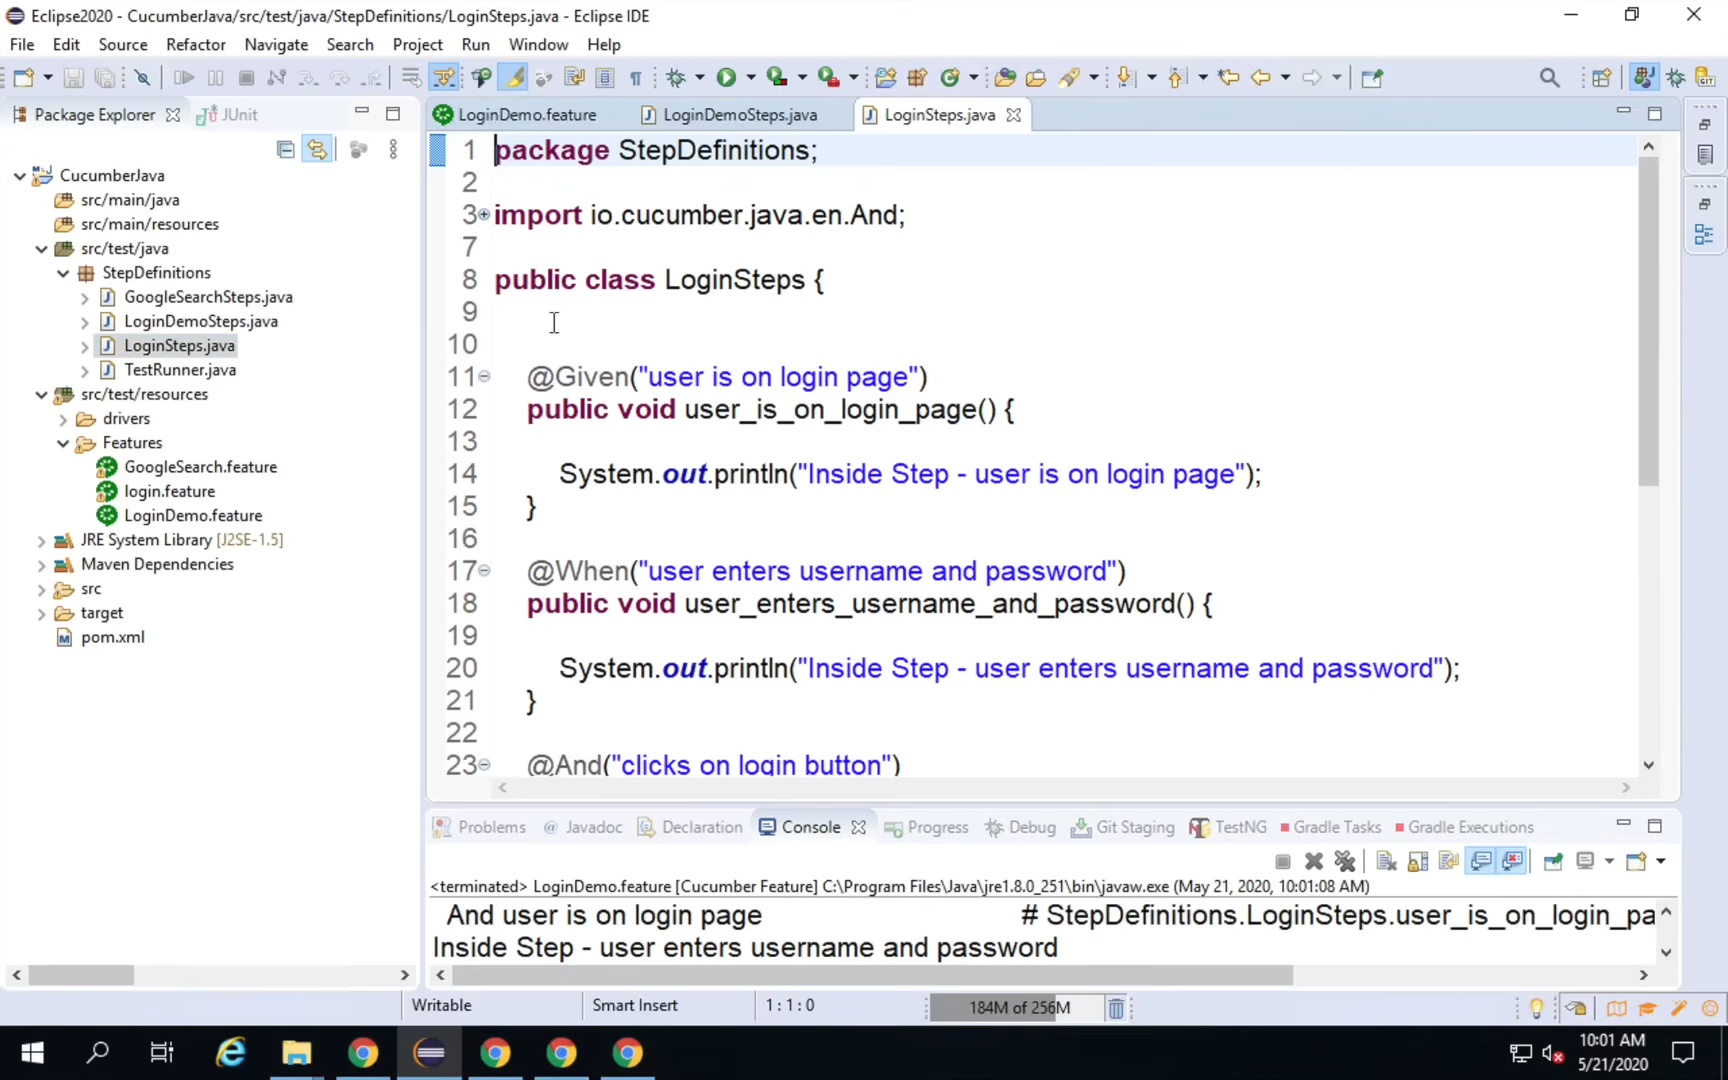 Eclipse2020 - CucumberJava/src/test/java/StepDefinitions/LoginSteps.java - Eclipse IDE
File Edit Source Refactor Navigate Search Project Run Window Help
Package Explorer JUnit
LoginDemo.feature LoginDemoSteps.java LoginSteps.java
CucumberJava
src/main/java
src/main/resources
src/test/java
StepDefinitions
GoogleSearchSteps.java
LoginDemoSteps.java
LoginSteps.java
TestRunner.java
src/test/resources
drivers
Features
GoogleSearch.feature
login.feature
LoginDemo.feature
JRE System Library [J2SE-1.5]
Maven Dependencies
src
target
pom.xml
1 package StepDefinitions;
2
3 import io.cucumber.java.en.And;
7
8 public class LoginSteps {
9
10
11 @Given("user is on login page")
12 public void user_is_on_login_page() {
13
14 System.out.println("Inside Step - user is on login page");
15 }
16
17 @When("user enters username and password")
18 public void user_enters_username_and_password() {
19
20 System.out.println("Inside Step - user enters username and password");
21 }
22
23 @And("clicks on login button")
Problems Javadoc Declaration Console Progress Debug Git Staging TestNG Gradle Tasks Gradle Executions
<terminated> LoginDemo.feature [Cucumber Feature] C:\Program Files\Java\jre1.8.0_251\bin\javaw.exe (May 21, 2020, 10:01:08 AM)
And user is on login page # StepDefinitions.LoginSteps.user_is_on_login_pa
Inside Step - user enters username and password
Writable Smart Insert 1 : 1 : 0 184M of 256M
10:01 AM
5/21/2020